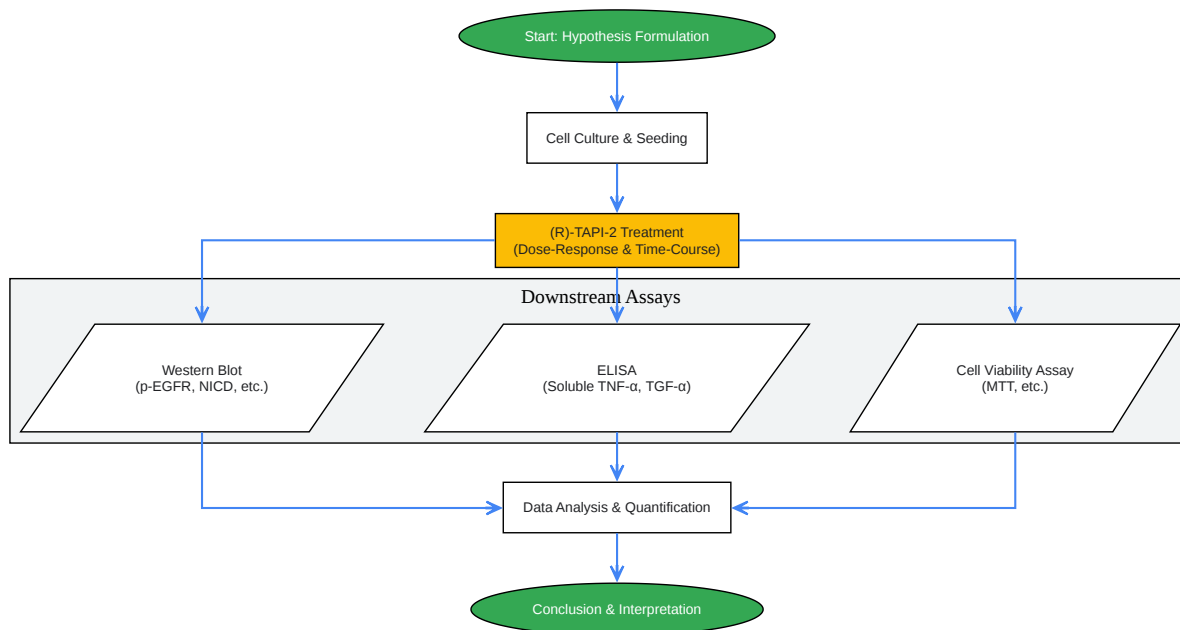 Start: Hypothesis Formulation
Cell Culture & Seeding
(R)-TAPI-2 Treatment
(Dose-Response & Time-Course)
Downstream Assays
Western Blot
(p-EGFR, NICD, etc.)
ELISA
(Soluble TNF-α, TGF-α)
Cell Viability Assay
(MTT, etc.)
Data Analysis & Quantification
Conclusion & Interpretation